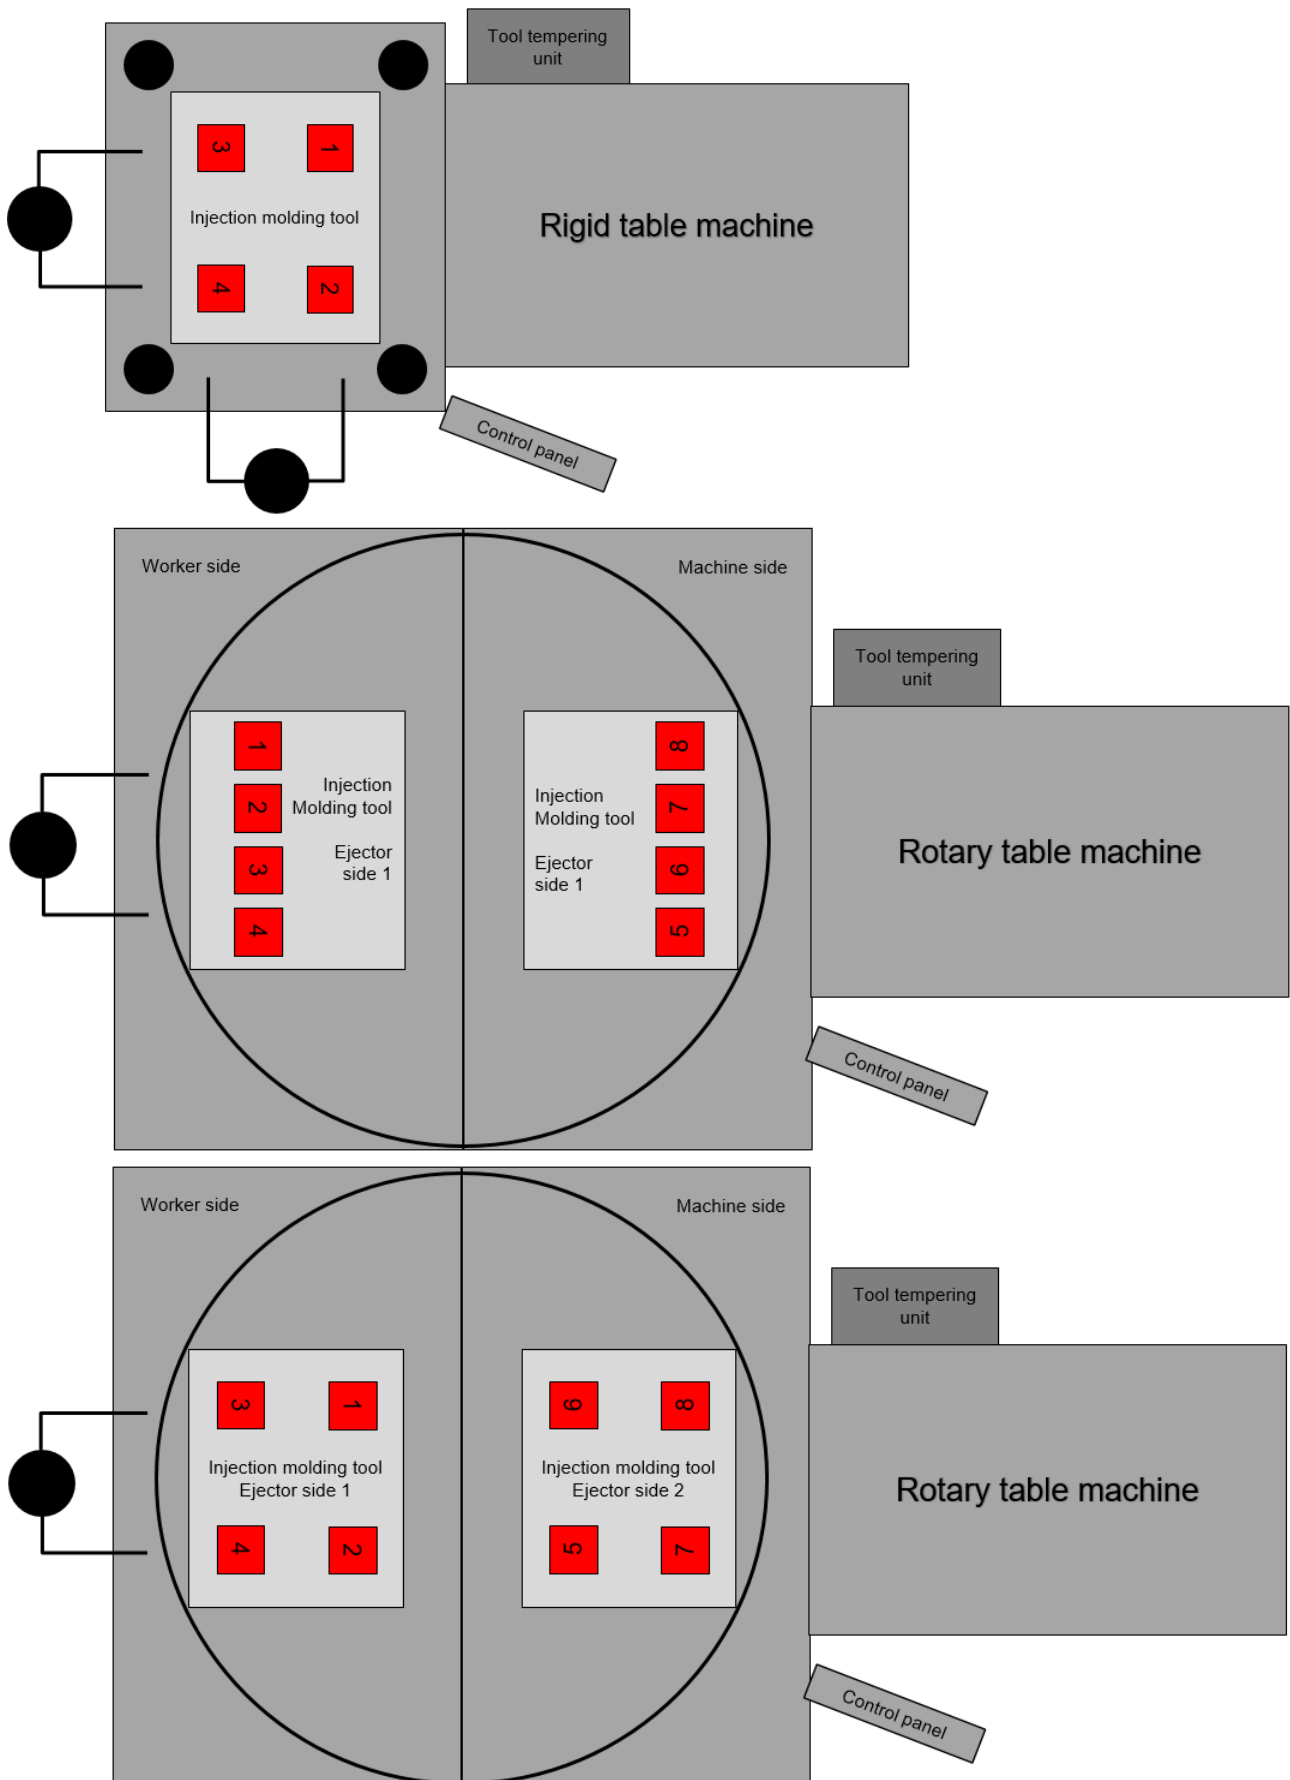 Tool tempering
unit
3
1
Injection molding tool
4
2
Rigid table machine
Control panel
Worker side
Machine side
Tool tempering
unit
1
2
3
4
Injection
Molding tool
Ejector
side 1
Injection
Molding tool
Ejector
side 1
8
7
6
5
Rotary table machine
Control panel
Worker side
Machine side
Tool tempering
unit
3
1
Injection molding tool
Ejector side 1
4
2
6
8
Injection molding tool
Ejector side 2
5
7
Rotary table machine
Control panel